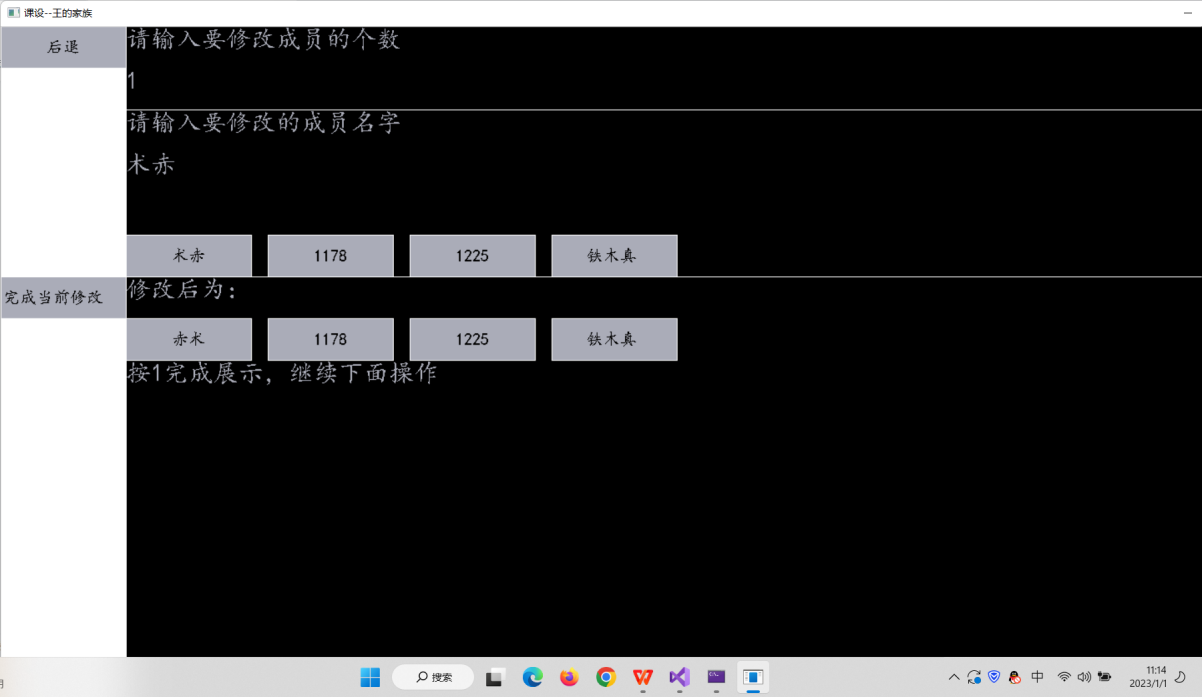 课设--王的家族
后退
请输入要修改成员的个数
1
请输入要修改的成员名字
术赤
术赤 1178 1225 铁木真
完成当前修改
修改后为:
赤术 1178 1225 铁木真
按1完成展示，继续下面操作
搜索
中
11:14
2023/1/1